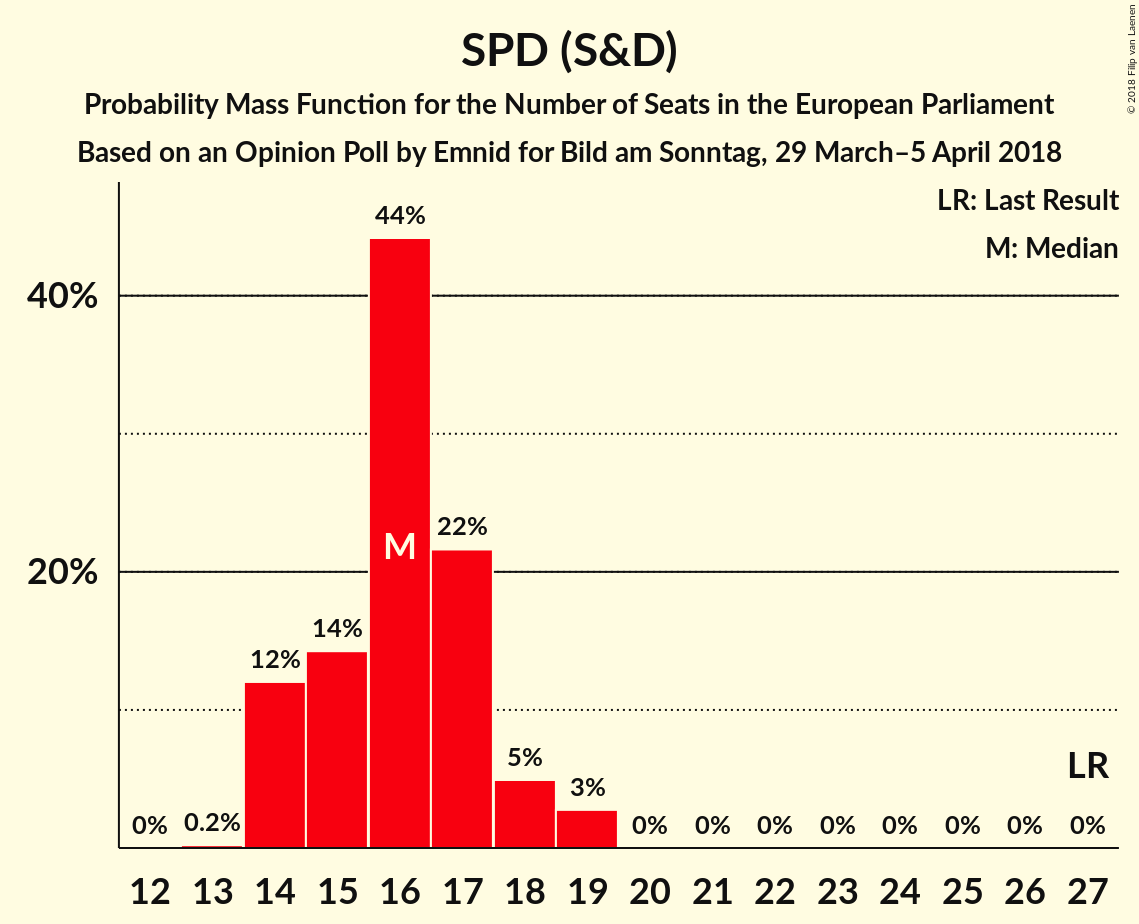 SPD (S&D)
Probability Mass Function for the Number of Seats in the European Parliament
Based on an Opinion Poll by Emnid for Bild am Sonntag, 29 March–5 April 2018
© 2018 Filip van Laenen
LR: Last Result
M: Median
40%
20%
0%
0.2%
12%
14%
44%
M
22%
5%
3%
0%
0%
0%
0%
0%
0%
0%
0%
LR
12 13 14 15 16 17 18 19 20 21 22 23 24 25 26 27